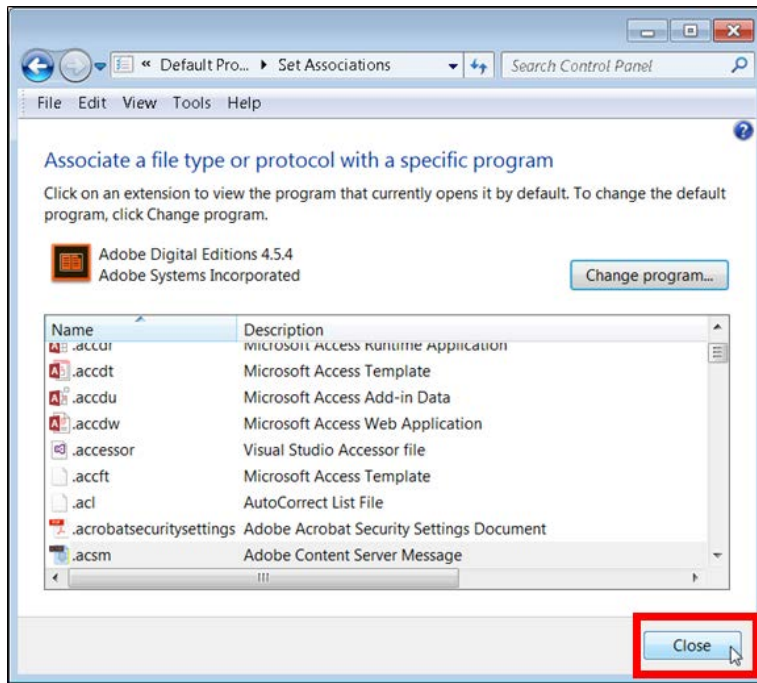 « Default Pro... ▸ Set Associations
Search Control Panel
File Edit View Tools Help
Associate a file type or protocol with a specific program
Click on an extension to view the program that currently opens it by default. To change the default
program, click Change program.
Adobe Digital Editions 4.5.4
Adobe Systems Incorporated
Change program...
Name Description
.accdr Microsoft Access Runtime Application
.accdt Microsoft Access Template
.accdu Microsoft Access Add-in Data
.accdw Microsoft Access Web Application
.accessor Visual Studio Accessor file
.accft Microsoft Access Template
.acl AutoCorrect List File
.acrobatsecuritysettings Adobe Acrobat Security Settings Document
.acsm Adobe Content Server Message
Close